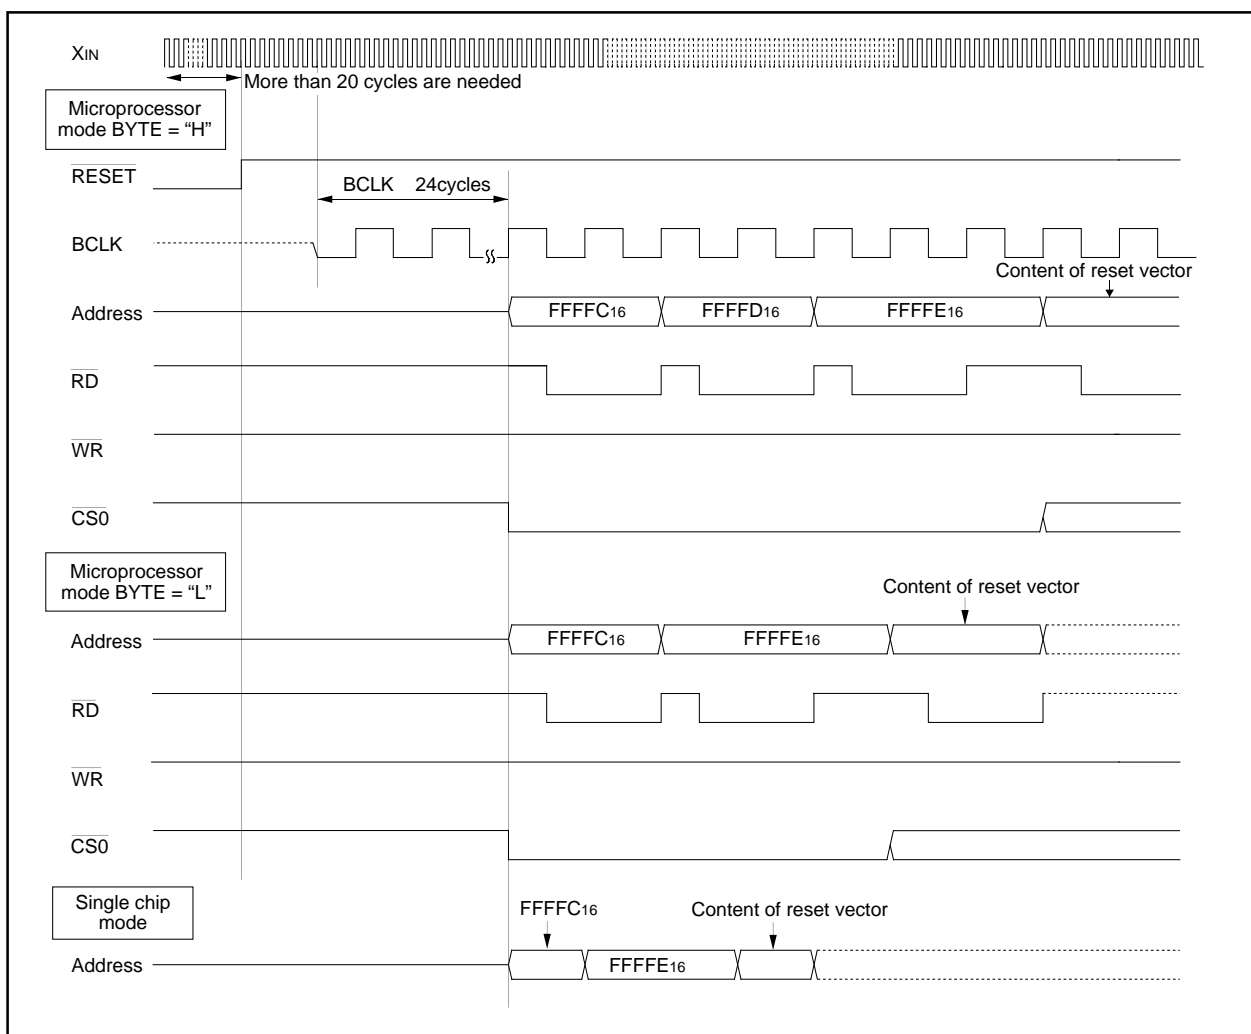 XIN
More than 20 cycles are needed
Microprocessor
mode BYTE = “H”
RESET
BCLK 24cycles
BCLK
Content of reset vector
Address
FFFFC16
FFFFD16
FFFFE16
RD
WR
CS0
Microprocessor
mode BYTE = “L”
Content of reset vector
Address
FFFFC16
FFFFE16
RD
WR
CS0
Single chip
mode
FFFFC16
Content of reset vector
Address
FFFFE16